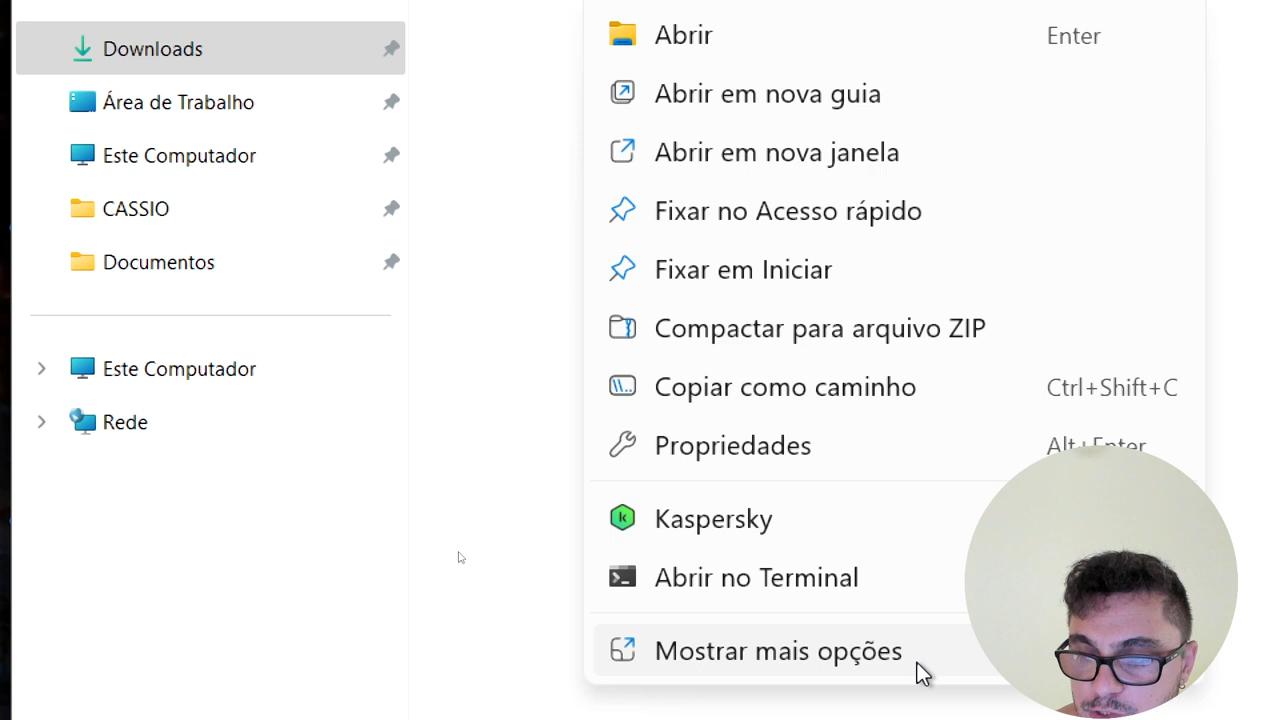 Downloads
Área de Trabalho
Este Computador
CASSIO
Documentos
Este Computador
Rede
Abrir Enter
Abrir em nova guia
Abrir em nova janela
Fixar no Acesso rápido
Fixar em Iniciar
Compactar para arquivo ZIP
Copiar como caminho Ctrl+Shift+C
Propriedades Alt+Enter
Kaspersky
Abrir no Terminal
Mostrar mais opções